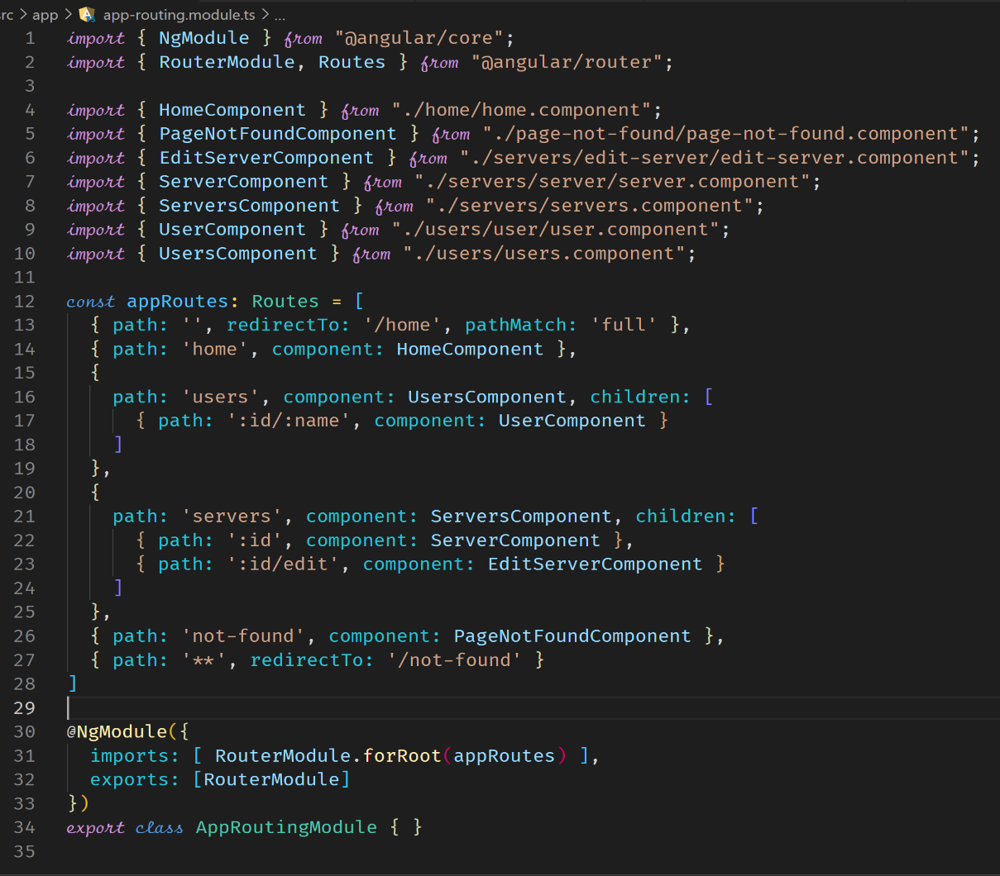 rc > app > app-routing.module.ts > ...
1 import { NgModule } from "@angular/core";
2 import { RouterModule, Routes } from "@angular/router";
3
4 import { HomeComponent } from "./home/home.component";
5 import { PageNotFoundComponent } from "./page-not-found/page-not-found.component";
6 import { EditServerComponent } from "./servers/edit-server/edit-server.component";
7 import { ServerComponent } from "./servers/server/server.component";
8 import { ServersComponent } from "./servers/servers.component";
9 import { UserComponent } from "./users/user/user.component";
10 import { UsersComponent } from "./users/users.component";
11
12 const appRoutes: Routes = [
13   { path: '', redirectTo: '/home', pathMatch: 'full' },
14   { path: 'home', component: HomeComponent },
15   {
16     path: 'users', component: UsersComponent, children: [
17       { path: ':id/:name', component: UserComponent }
18     ]
19   },
20   {
21     path: 'servers', component: ServersComponent, children: [
22       { path: ':id', component: ServerComponent },
23       { path: ':id/edit', component: EditServerComponent }
24     ]
25   },
26   { path: 'not-found', component: PageNotFoundComponent },
27   { path: '**', redirectTo: '/not-found' }
28 ]
29
30 @NgModule({
31   imports: [ RouterModule.forRoot(appRoutes) ],
32   exports: [RouterModule]
33 })
34 export class AppRoutingModule { }
35